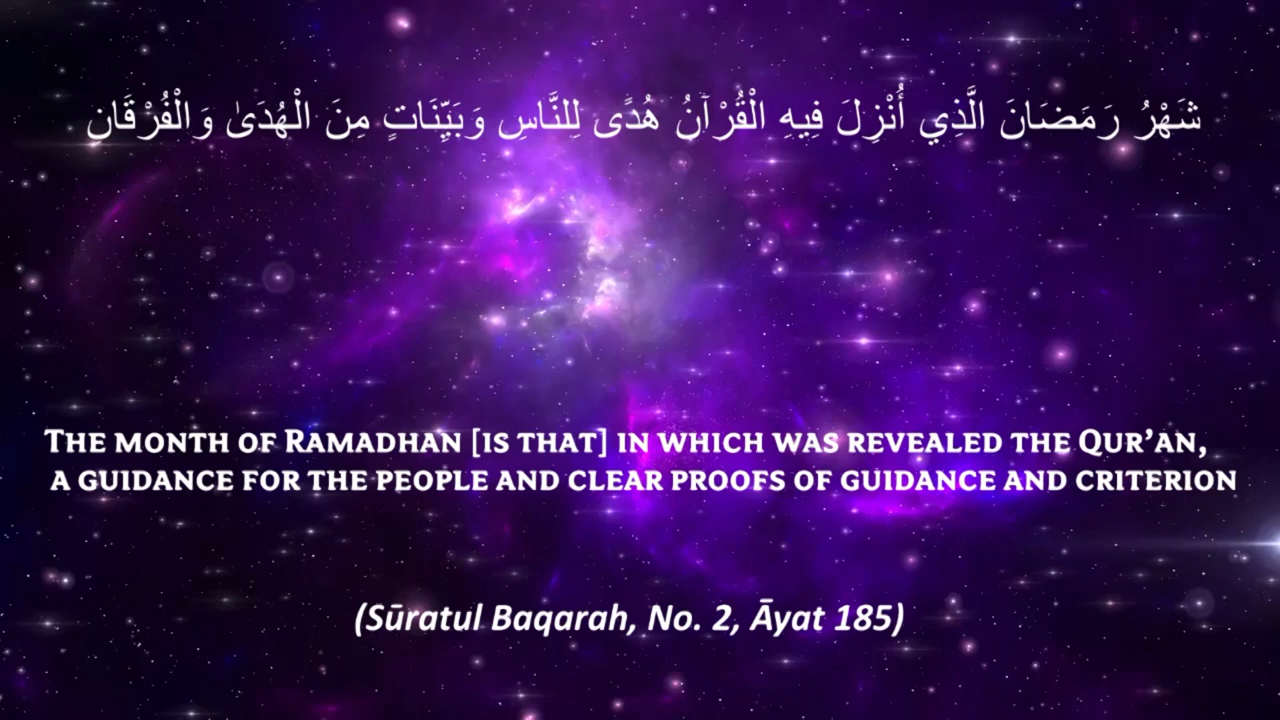 شَهْرُ رَمَضَانَ الَّذِي أُنْزِلَ فِيهِ الْقُرْآنُ هُدًى لِلنَّاسِ وَبَيِّنَاتٍ مِنَ الْهُدَىٰ وَالْفُرْقَانِ
The month of Ramadhan [is that] in which was revealed the Qur’an,
a guidance for the people and clear proofs of guidance and criterion
(Sūratul Baqarah, No. 2, Āyat 185)